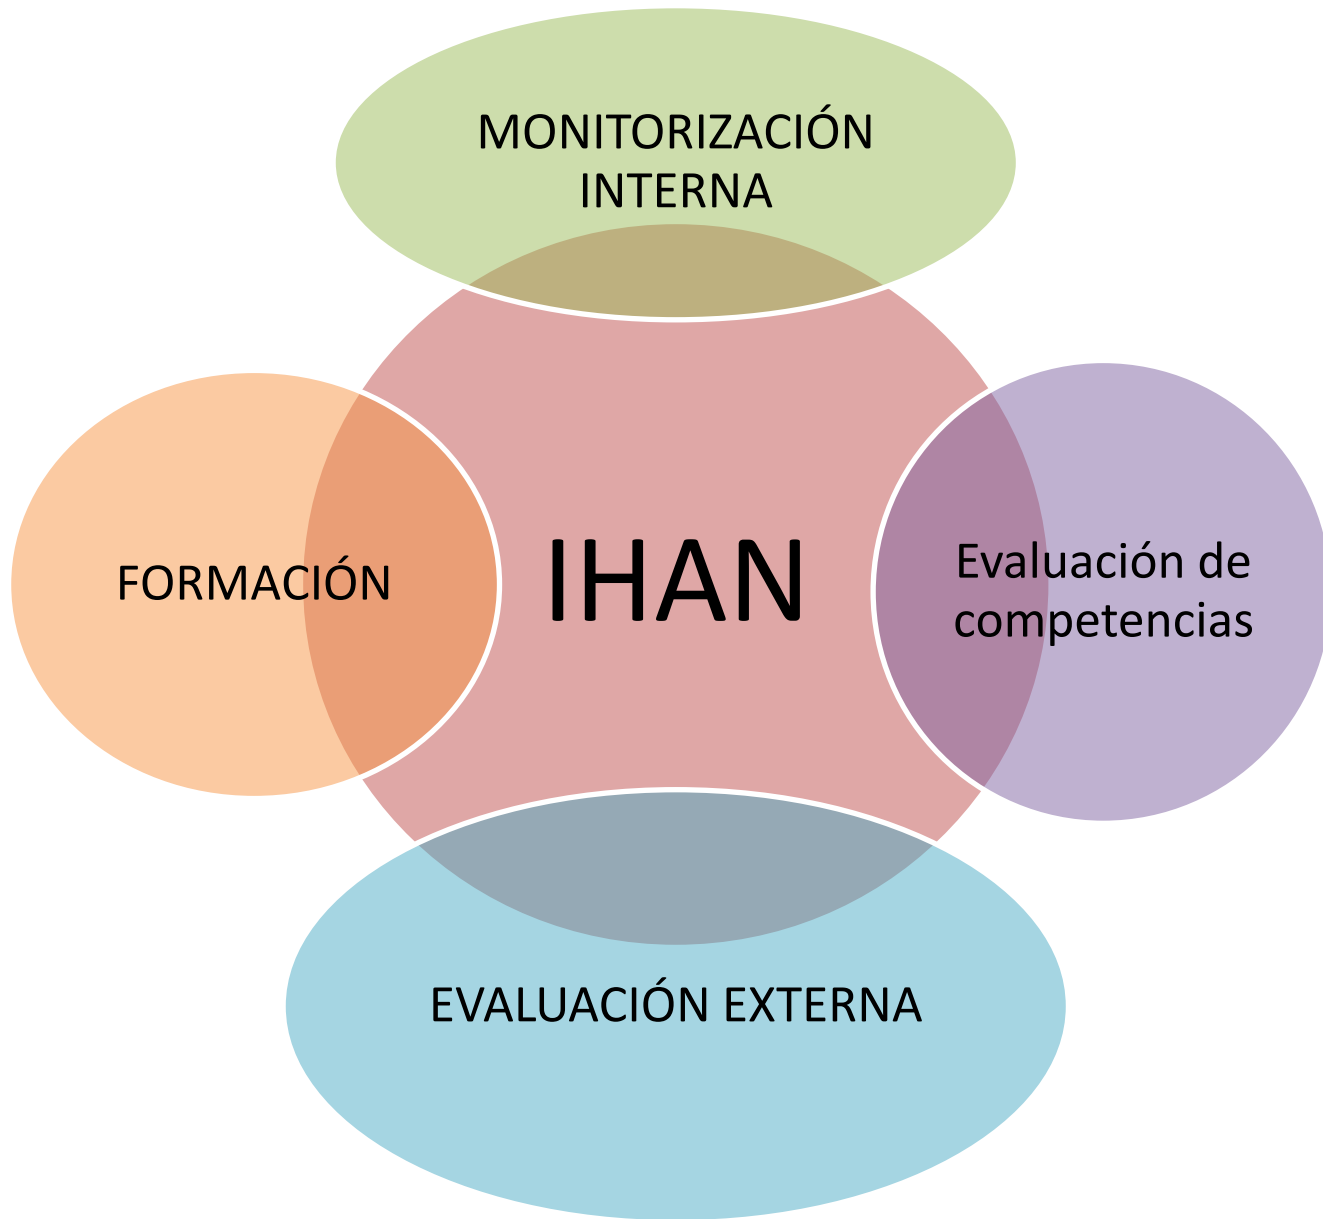 MONITORIZACIÓN
INTERNA
FORMACIÓN
IHAN
Evaluación de
competencias
EVALUACIÓN EXTERNA